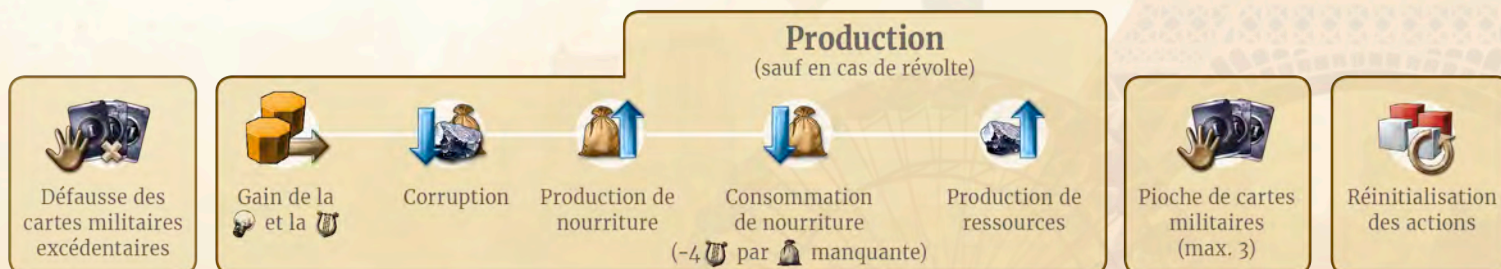 Production
(sauf en cas de révolte)
Défausse des
cartes militaires
excédentaires
Gain de la
et la
Corruption
Production de
nourriture
Consommation
de nourriture
(-4 par manquante)
Production de
ressources
Pioche de cartes
militaires
(max. 3)
Réinitialisation
des actions